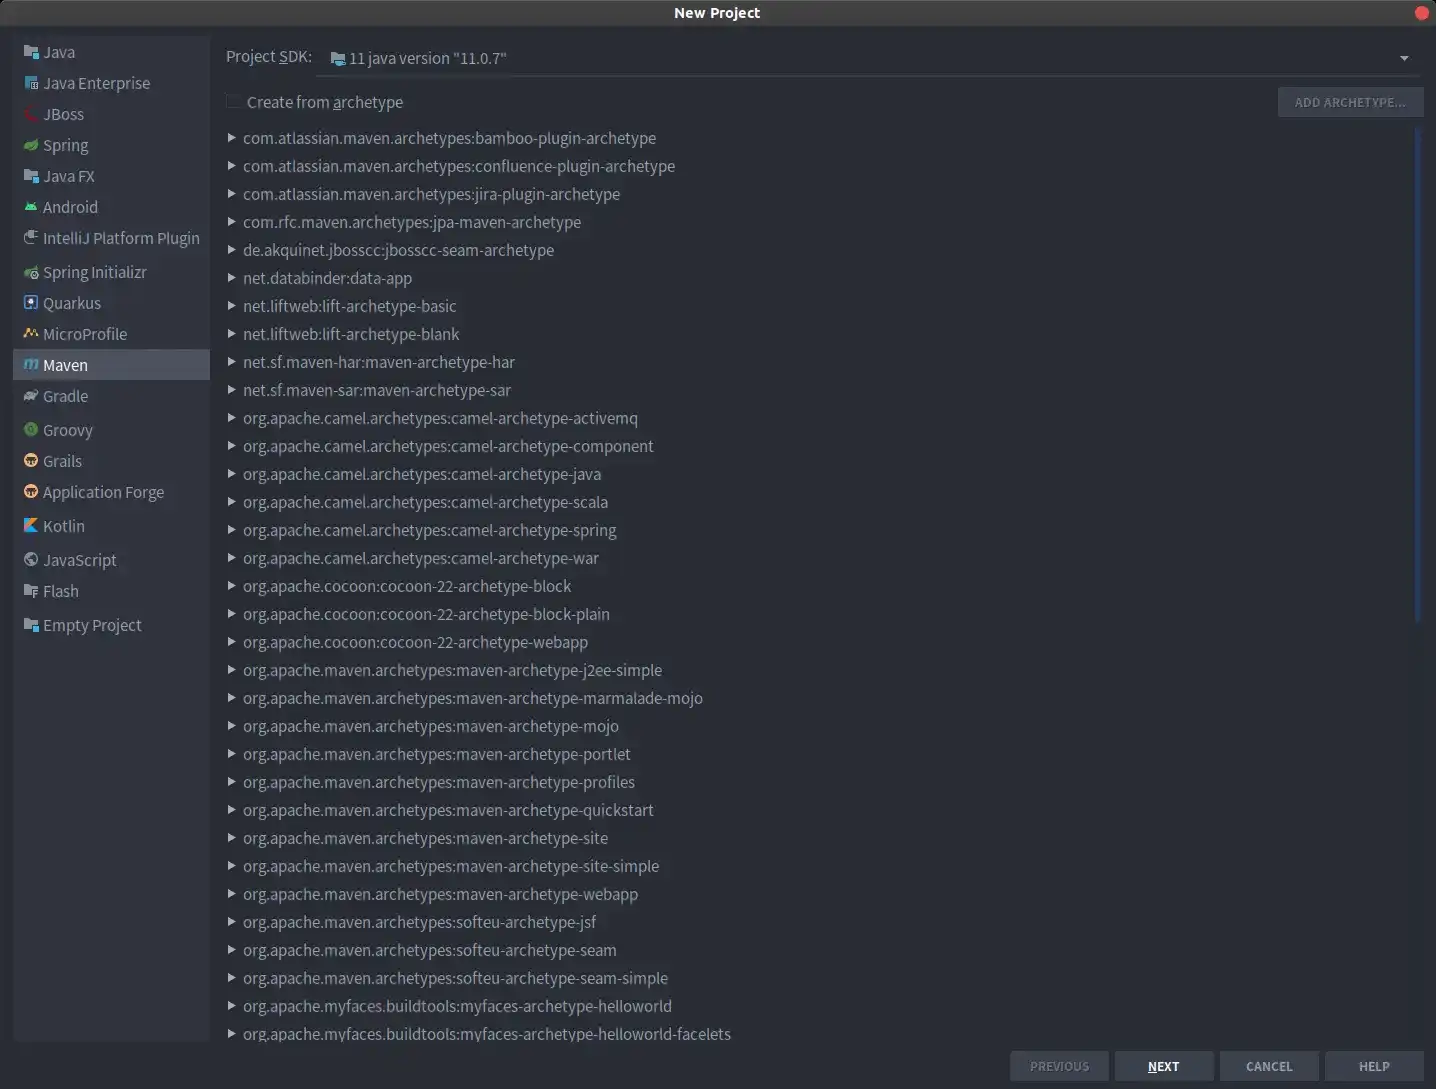 New Project
Java
Java Enterprise
JBoss
Spring
Java FX
Android
IntelliJ Platform Plugin
Spring Initializr
Quarkus
MicroProfile
Maven
Gradle
Groovy
Grails
Application Forge
Kotlin
JavaScript
Flash
Empty Project
Project SDK: 11 java version "11.0.7"
Create from archetype
ADD ARCHETYPE...
com.atlassian.maven.archetypes:bamboo-plugin-archetype
com.atlassian.maven.archetypes:confluence-plugin-archetype
com.atlassian.maven.archetypes:jira-plugin-archetype
com.rfc.maven.archetypes:jpa-maven-archetype
de.akquinet.jbosscc:jbosscc-seam-archetype
net.databinder:data-app
net.liftweb:lift-archetype-basic
net.liftweb:lift-archetype-blank
net.sf.maven-har:maven-archetype-har
net.sf.maven-sar:maven-archetype-sar
org.apache.camel.archetypes:camel-archetype-activemq
org.apache.camel.archetypes:camel-archetype-component
org.apache.camel.archetypes:camel-archetype-java
org.apache.camel.archetypes:camel-archetype-scala
org.apache.camel.archetypes:camel-archetype-spring
org.apache.camel.archetypes:camel-archetype-war
org.apache.cocoon:cocoon-22-archetype-block
org.apache.cocoon:cocoon-22-archetype-block-plain
org.apache.cocoon:cocoon-22-archetype-webapp
org.apache.maven.archetypes:maven-archetype-j2ee-simple
org.apache.maven.archetypes:maven-archetype-marmalade-mojo
org.apache.maven.archetypes:maven-archetype-mojo
org.apache.maven.archetypes:maven-archetype-portlet
org.apache.maven.archetypes:maven-archetype-profiles
org.apache.maven.archetypes:maven-archetype-quickstart
org.apache.maven.archetypes:maven-archetype-site
org.apache.maven.archetypes:maven-archetype-site-simple
org.apache.maven.archetypes:maven-archetype-webapp
org.apache.maven.archetypes:softeu-archetype-jsf
org.apache.maven.archetypes:softeu-archetype-seam
org.apache.maven.archetypes:softeu-archetype-seam-simple
org.apache.myfaces.buildtools:myfaces-archetype-helloworld
org.apache.myfaces.buildtools:myfaces-archetype-helloworld-facelets
PREVIOUS
NEXT
CANCEL
HELP